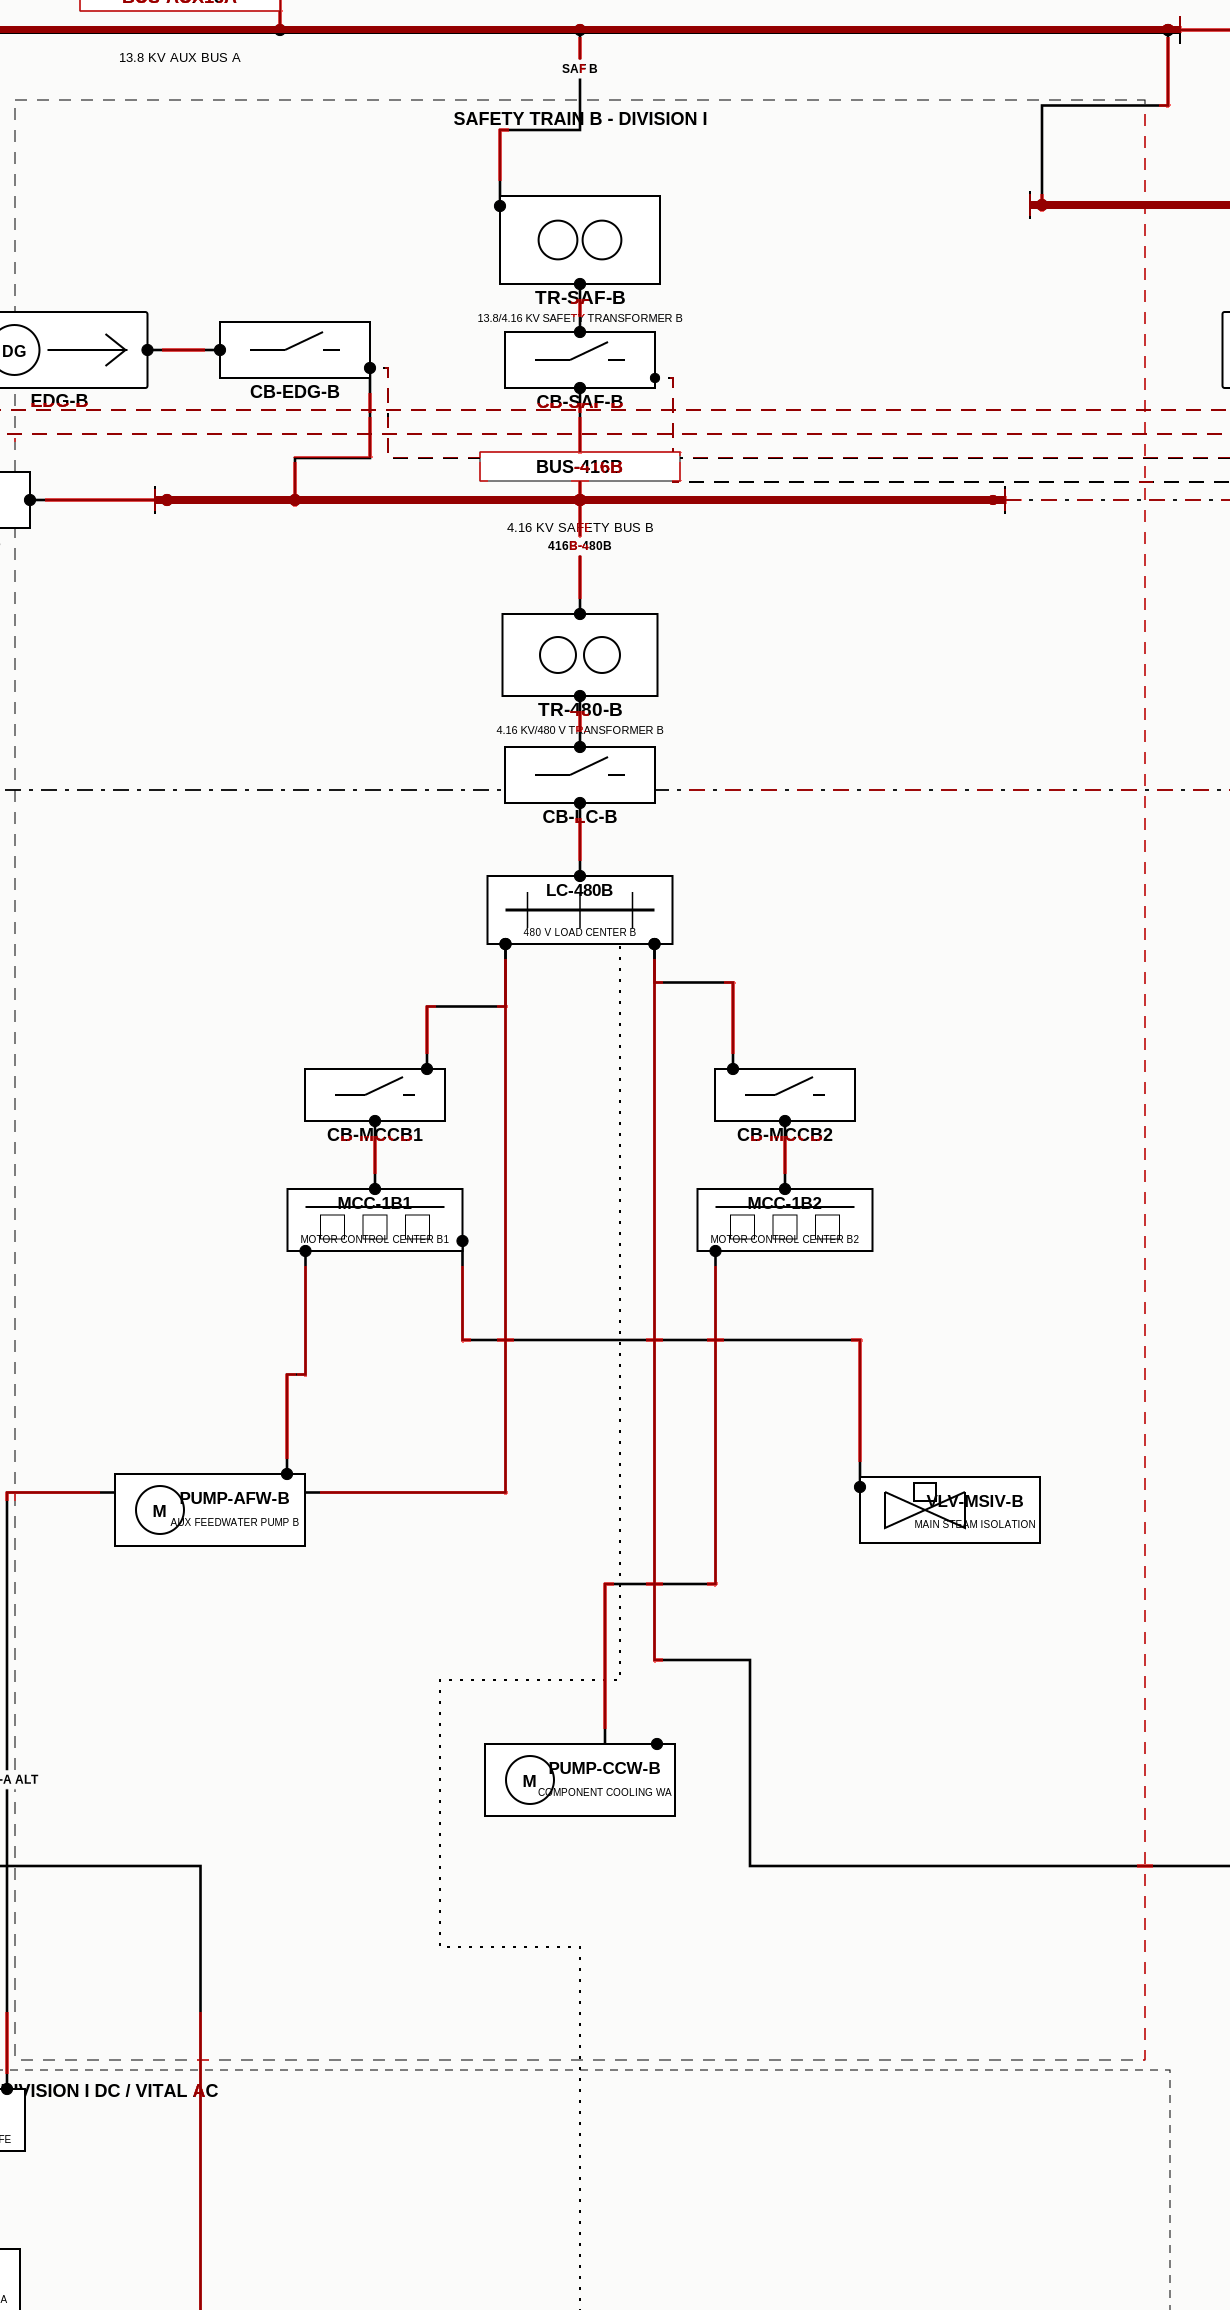 13.8 KV AUX BUS A
SAF B
SAFETY TRAIN B - DIVISION I
TR-SAF-B
13.8/4.16 KV SAFETY TRANSFORMER B
DG
EDG-B
CB-EDG-B
CB-SAF-B
BUS-416B
4.16 KV SAFETY BUS B
416B-480B
TR-480-B
4.16 KV/480 V TRANSFORMER B
CB-LC-B
LC-480B
480 V LOAD CENTER B
CB-MCCB1
CB-MCCB2
MCC-1B1
MOTOR CONTROL CENTER B1
MCC-1B2
MOTOR CONTROL CENTER B2
M
PUMP-AFW-B
AUX FEEDWATER PUMP B
VLV-MSIV-B
MAIN STEAM ISOLATION
M
PUMP-CCW-B
COMPONENT COOLING WA
-A ALT
VISION I DC / VITAL AC
FE
A